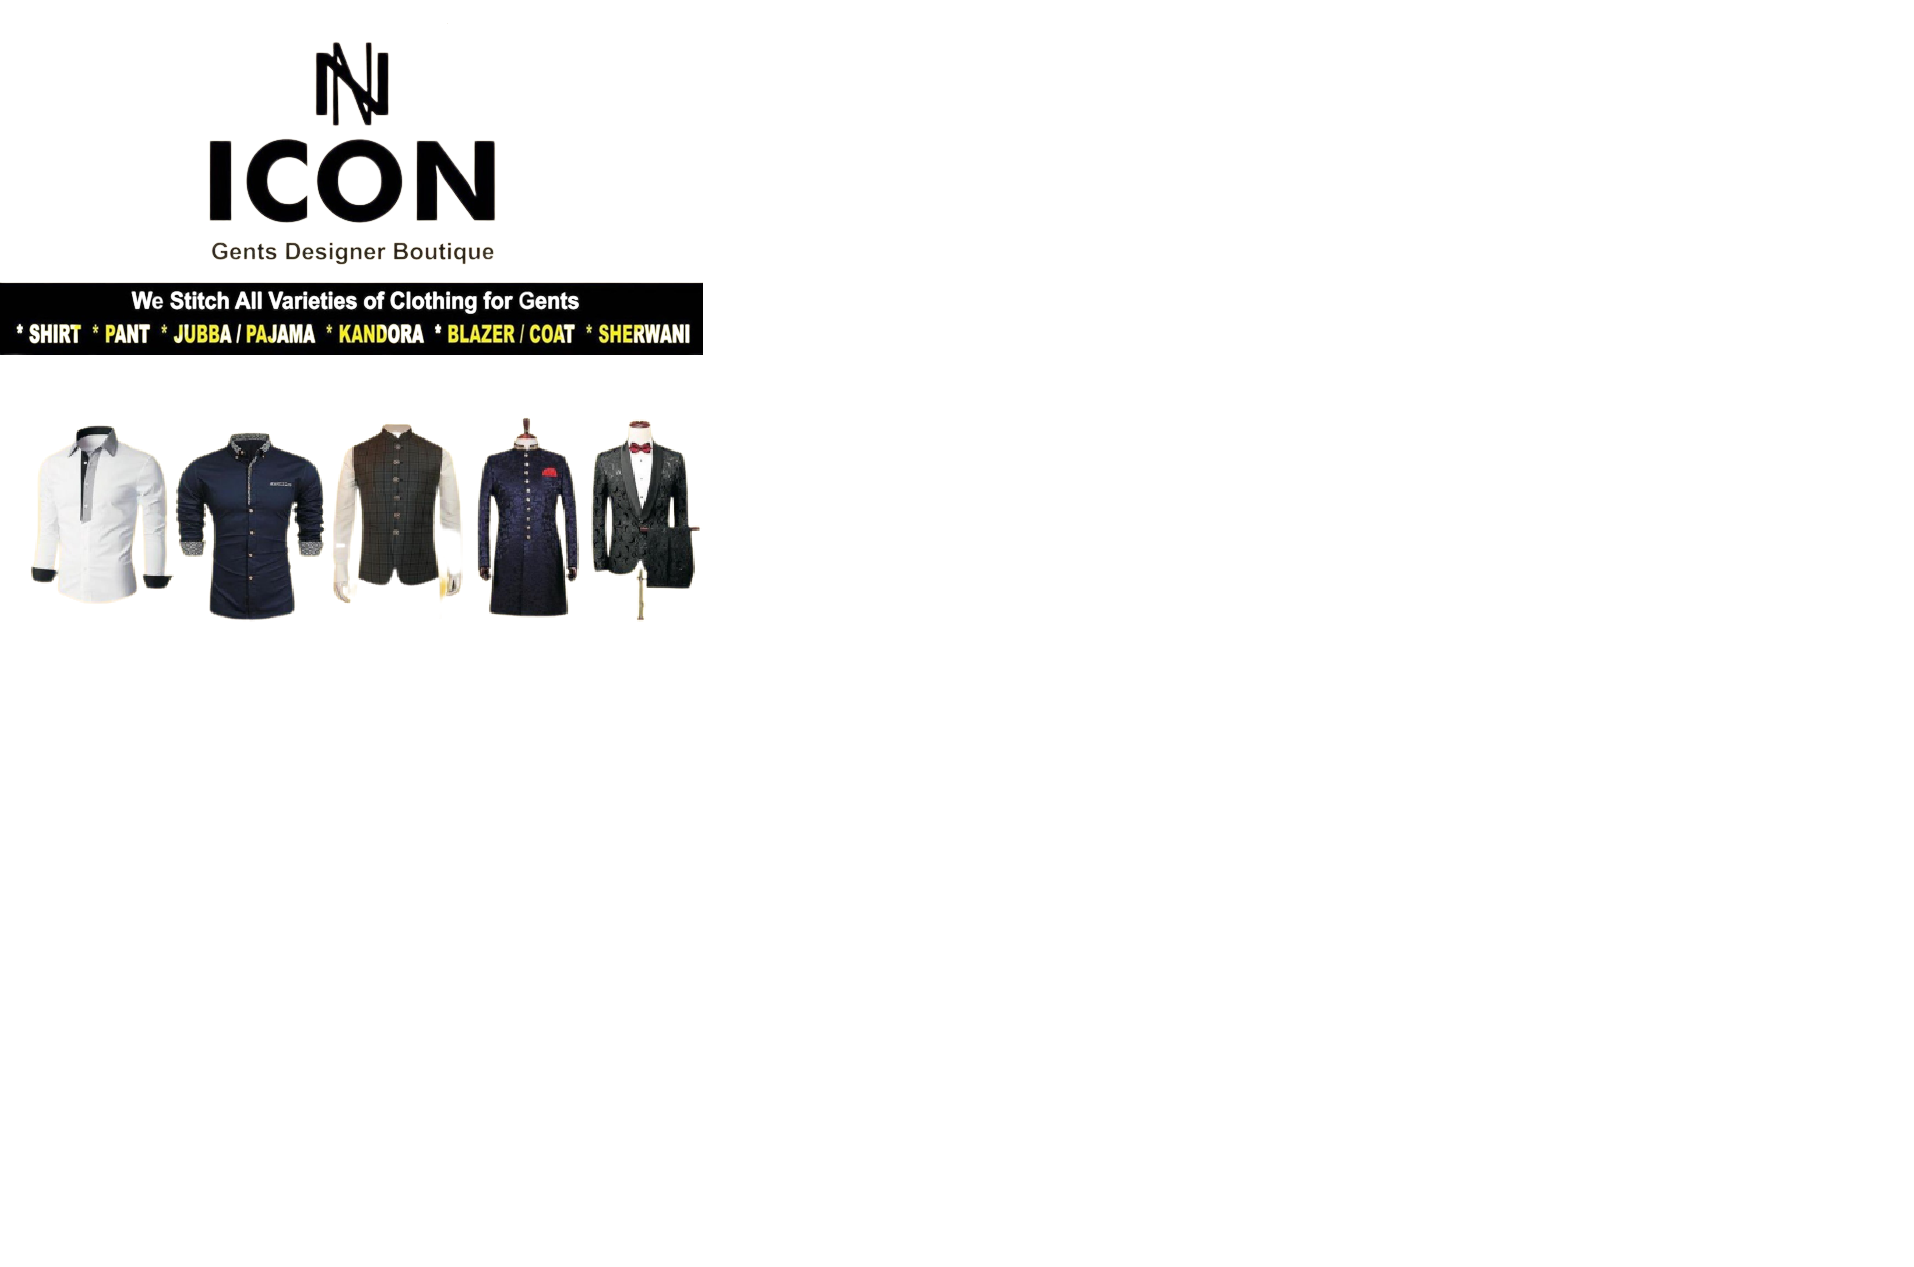 N
ICON
Gents Designer Boutique
We Stitch All Varieties of Clothing for Gents
* SHIRT * PANT * JUBBA / PAJAMA * KANDORA * BLAZER / COAT * SHERWANI